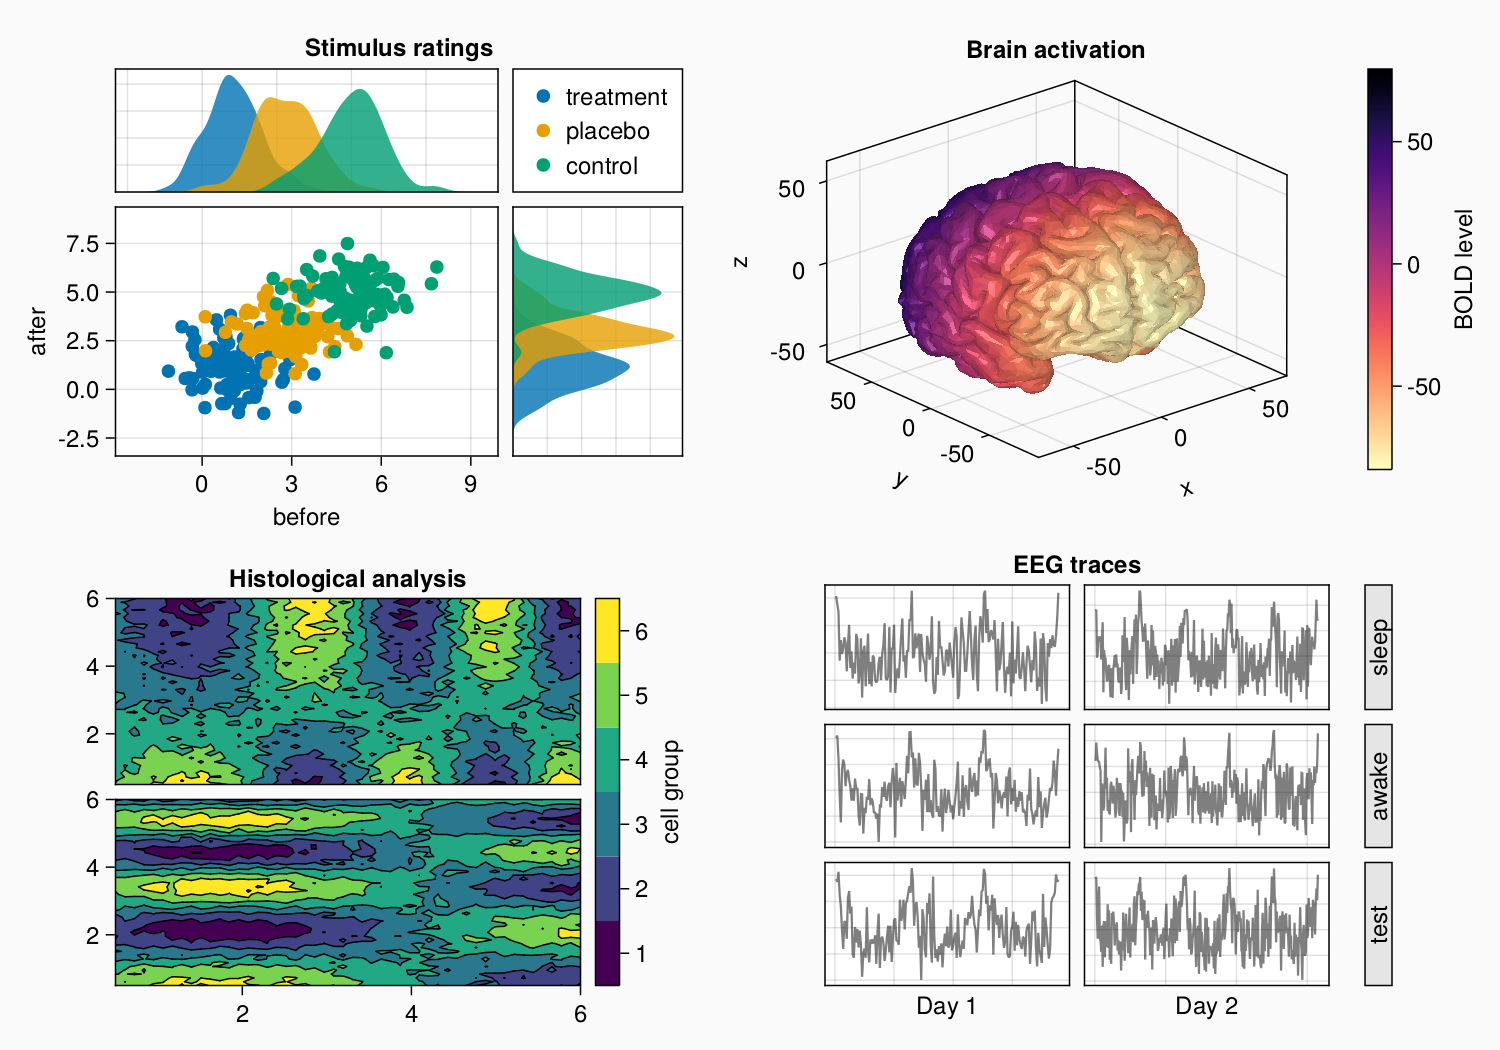 Stimulus ratings
treatment
placebo
control
7.5
5.0
2.5
0.0
-2.5
after
0 3 6 9
before
Brain activation
50
0
-50
z
50
0
-50
y
-50
0
50
x
50
0
-50
BOLD level
Histological analysis
6
4
2
6
4
2
2 4 6
6
5
4
3
2
1
cell group
EEG traces
sleep
awake
test
Day 1 Day 2